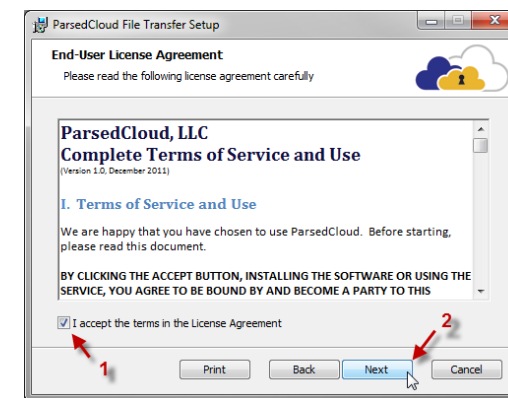 ParsedCloud File Transfer Setup
End-User License Agreement
Please read the following license agreement carefully
ParsedCloud, LLC
Complete Terms of Service and Use
(Version 1.0, December 2011)
I. Terms of Service and Use
We are happy that you have chosen to use ParsedCloud. Before starting,
please read this document.
BY CLICKING THE ACCEPT BUTTON, INSTALLING THE SOFTWARE OR USING THE
SERVICE, YOU AGREE TO BE BOUND BY AND BECOME A PARTY TO THIS
I accept the terms in the License Agreement
2
1
Print Back Next Cancel